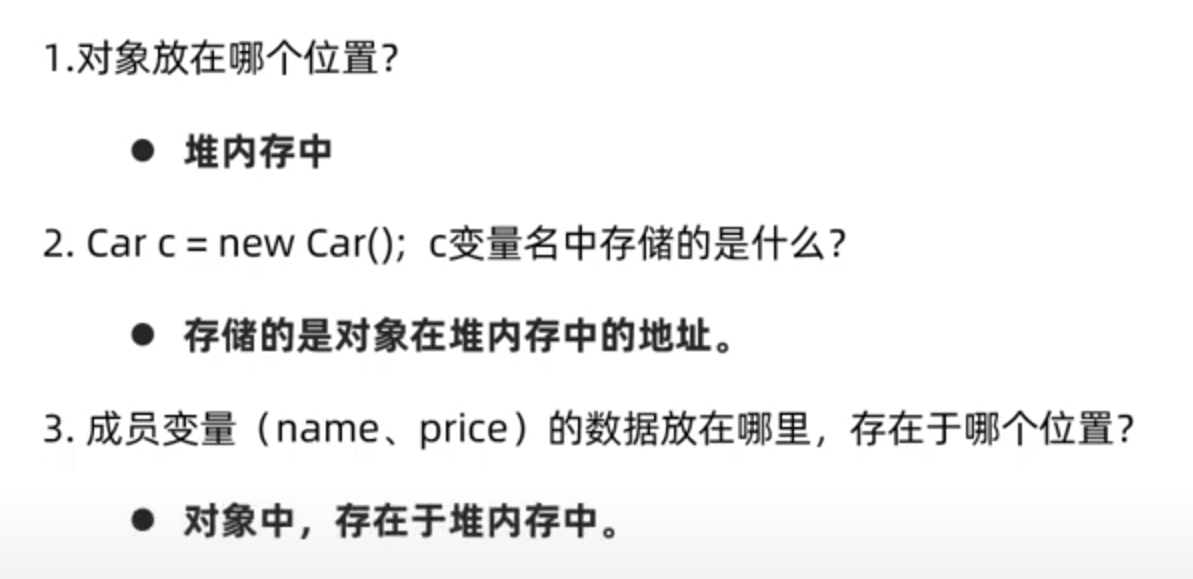 1.对象放在哪个位置？
● 堆内存中
2. Car c = new Car();  c变量名中存储的是什么？
● 存储的是对象在堆内存中的地址。
3. 成员变量（name、price）的数据放在哪里，存在于哪个位置？
● 对象中，存在于堆内存中。